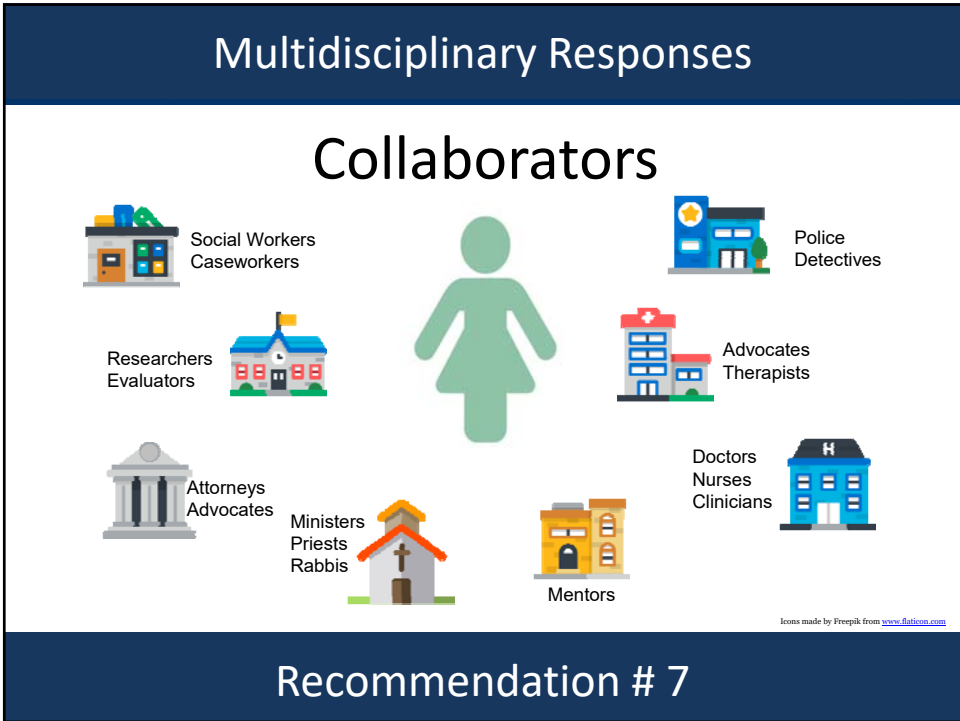 Multidisciplinary Responses
Collaborators
Social Workers
Caseworkers
Police
Detectives
Researchers
Evaluators
Advocates
Therapists
Attorneys
Advocates
Ministers
Priests
Rabbis
Mentors
Doctors
Nurses
Clinicians
H
Icons made by Freepik from www.flaticon.com
Recommendation # 7